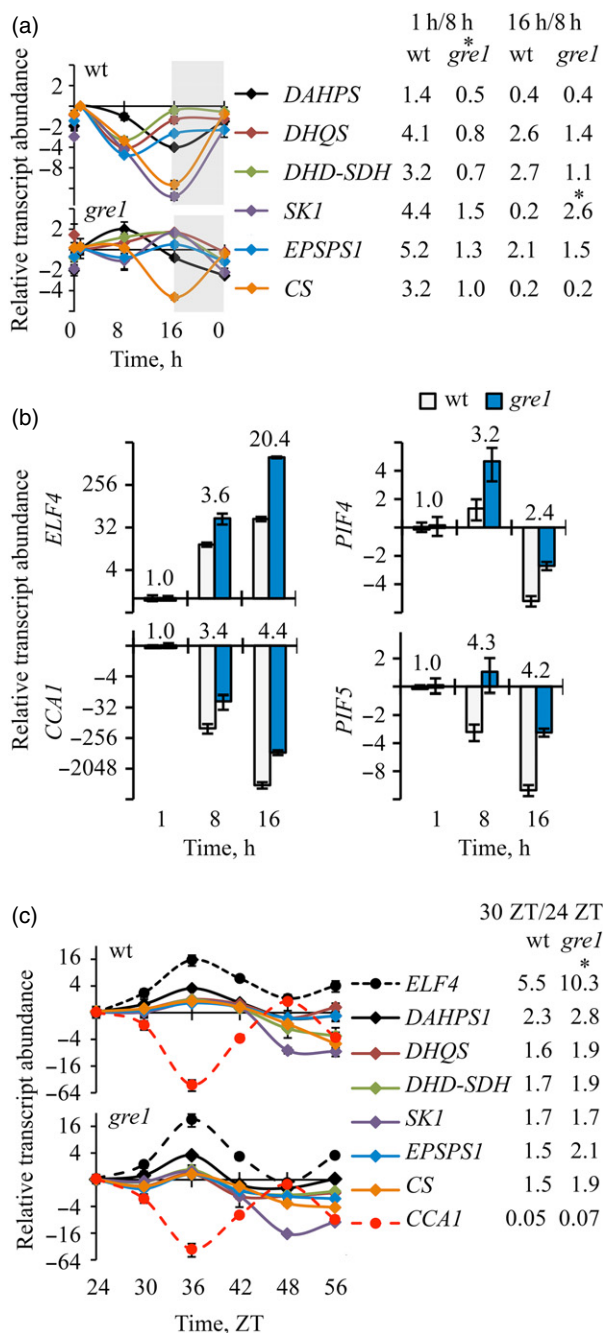 (a)
1 h/8 h 16 h/8 h
wt gre1 wt gre1
*
Relative transcript abundance
wt
2
−2
−4
−8
gre1
2
−2
−4
0 8 16 0
Time, h
DAHPS 1.4 0.5 0.4 0.4
DHQS 4.1 0.8 2.6 1.4
DHD-SDH 3.2 0.7 2.7 1.1
*
SK1 4.4 1.5 0.2 2.6
EPSPS1 5.2 1.3 2.1 1.5
CS 3.2 1.0 0.2 0.2
(b)
wt gre1
Relative transcript abundance
ELF4
256
32
4
1.0 3.6 20.4
PIF4
4
2
−2
−4
1.0 3.2 2.4
CCA1
−4
−32
−256
−2048
1.0 3.4 4.4
1 8 16
Time, h
PIF5
2
−2
−4
−8
1.0 4.3 4.2
1 8 16
Time, h
(c)
30 ZT/24 ZT
wt gre1
*
Relative transcript abundance
wt
16
4
−4
−16
−64
gre1
16
4
−4
−16
−64
24 30 36 42 48 56
Time, ZT
ELF4 5.5 10.3
DAHPS1 2.3 2.8
DHQS 1.6 1.9
DHD-SDH 1.7 1.9
SK1 1.7 1.7
EPSPS1 1.5 2.1
CS 1.5 1.9
CCA1 0.05 0.07